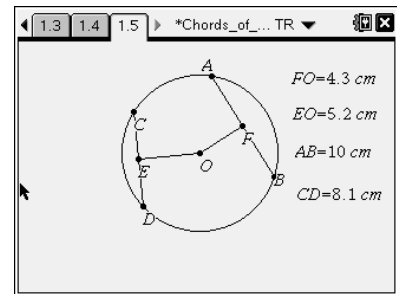 1.3 1.4 1.5 *Chords_of_... TR
A
FO=4.3 cm
C
EO=5.2 cm
F
E
O
AB=10 cm
B
CD=8.1 cm
D